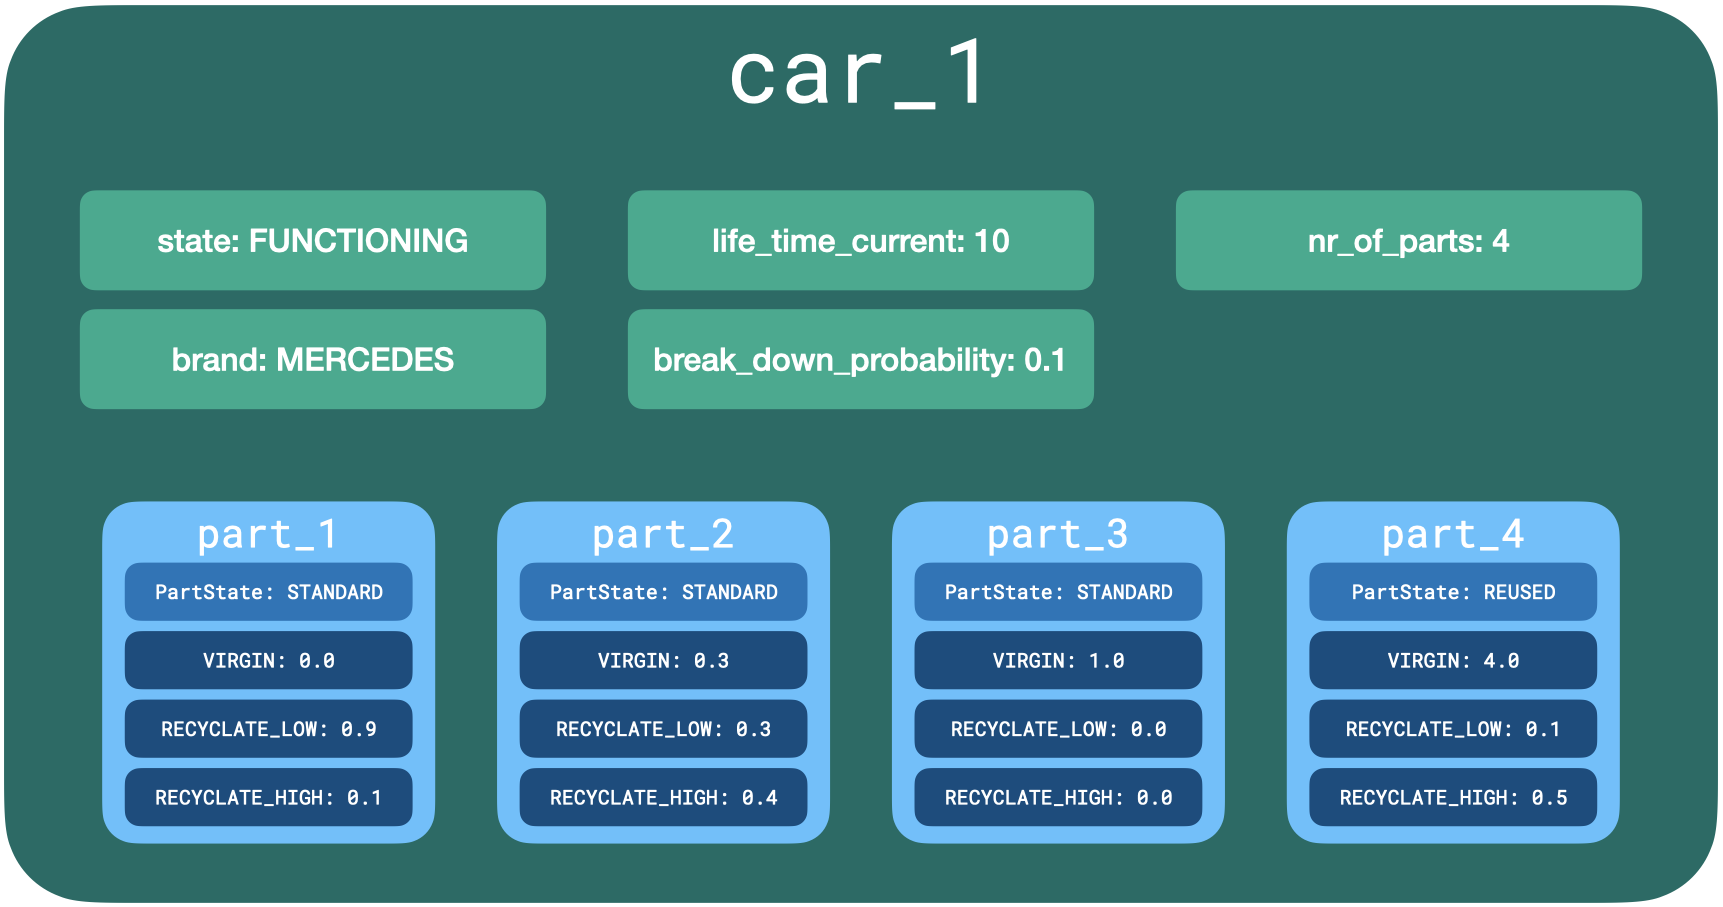 car_1
state: FUNCTIONING
life_time_current: 10
nr_of_parts: 4
brand: MERCEDES
break_down_probability: 0.1
part_1
PartState: STANDARD
VIRGIN: 0.0
RECYCLATE_LOW: 0.9
RECYCLATE_HIGH: 0.1
part_2
PartState: STANDARD
VIRGIN: 0.3
RECYCLATE_LOW: 0.3
RECYCLATE_HIGH: 0.4
part_3
PartState: STANDARD
VIRGIN: 1.0
RECYCLATE_LOW: 0.0
RECYCLATE_HIGH: 0.0
part_4
PartState: REUSED
VIRGIN: 4.0
RECYCLATE_LOW: 0.1
RECYCLATE_HIGH: 0.5